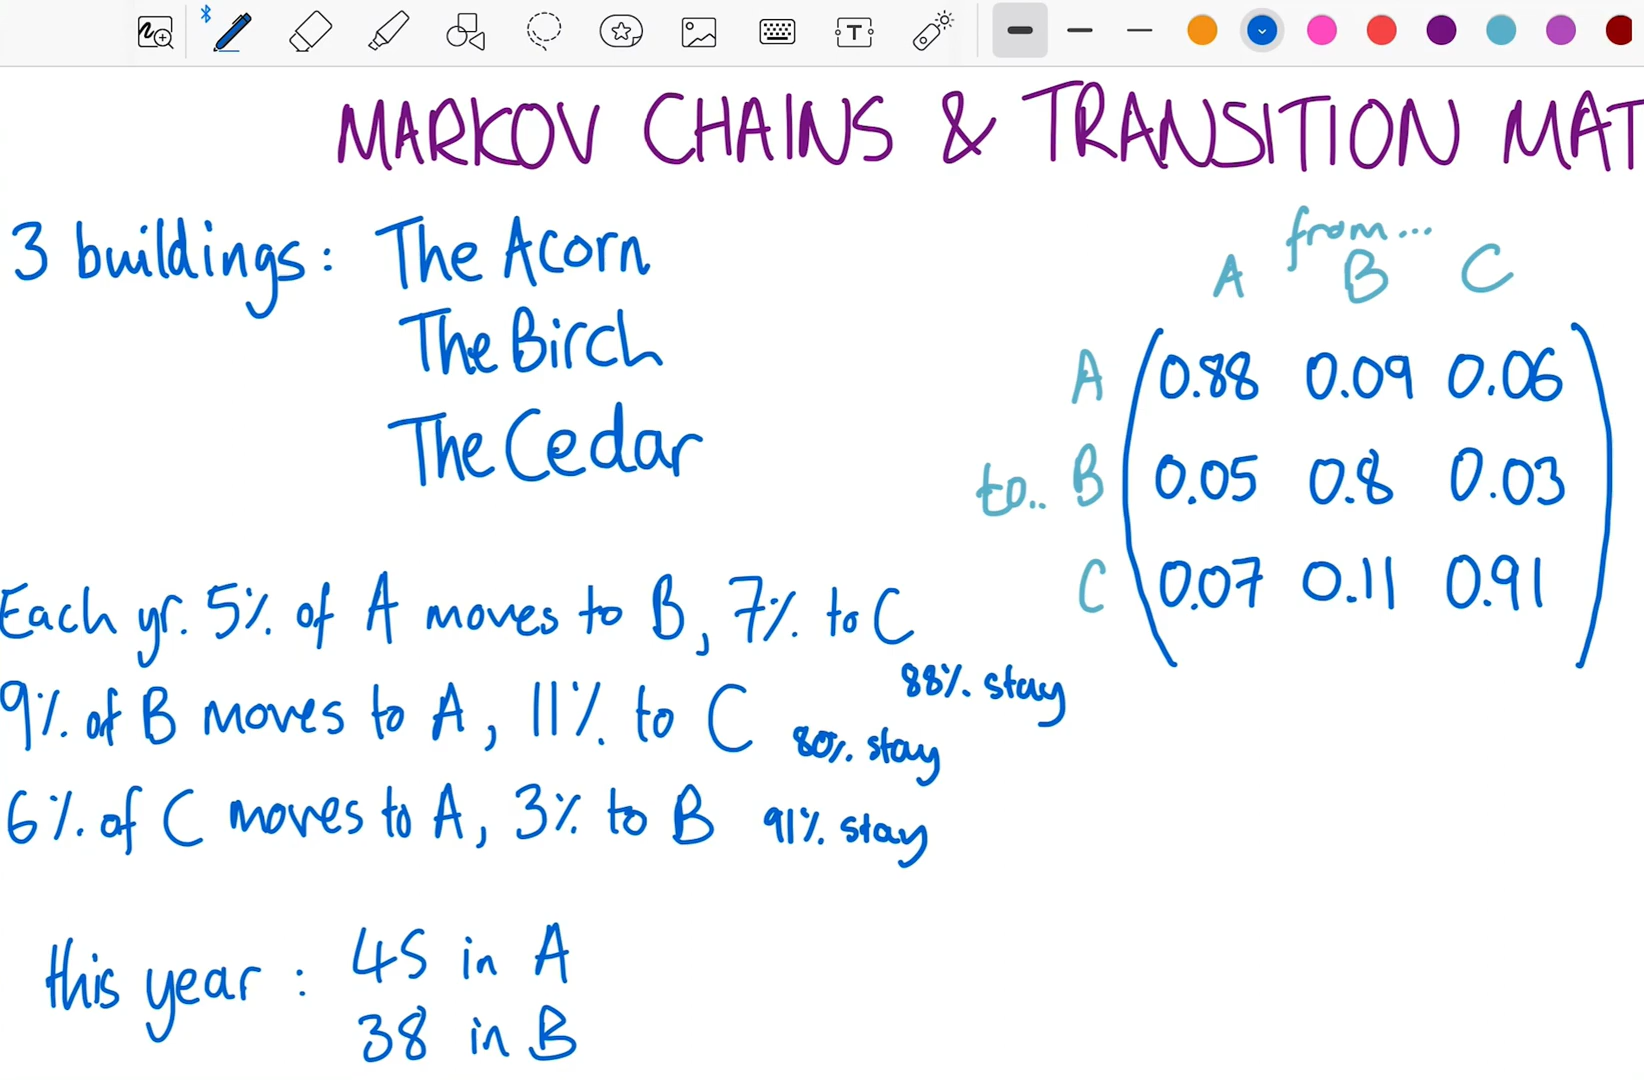 MARKOV CHAINS & TRANSITION MAT
3 buildings: The Acorn
The Birch
The Cedar
from...
A B C
A 0.88 0.09 0.06
to.. B 0.05 0.8 0.03
C 0.07 0.11 0.91
Each yr. 5% of A moves to B, 7% to C
88% stay
9% of B moves to A, 11% to C
80% stay
6% of C moves to A, 3% to B 91% stay
this year: 45 in A
38 in B